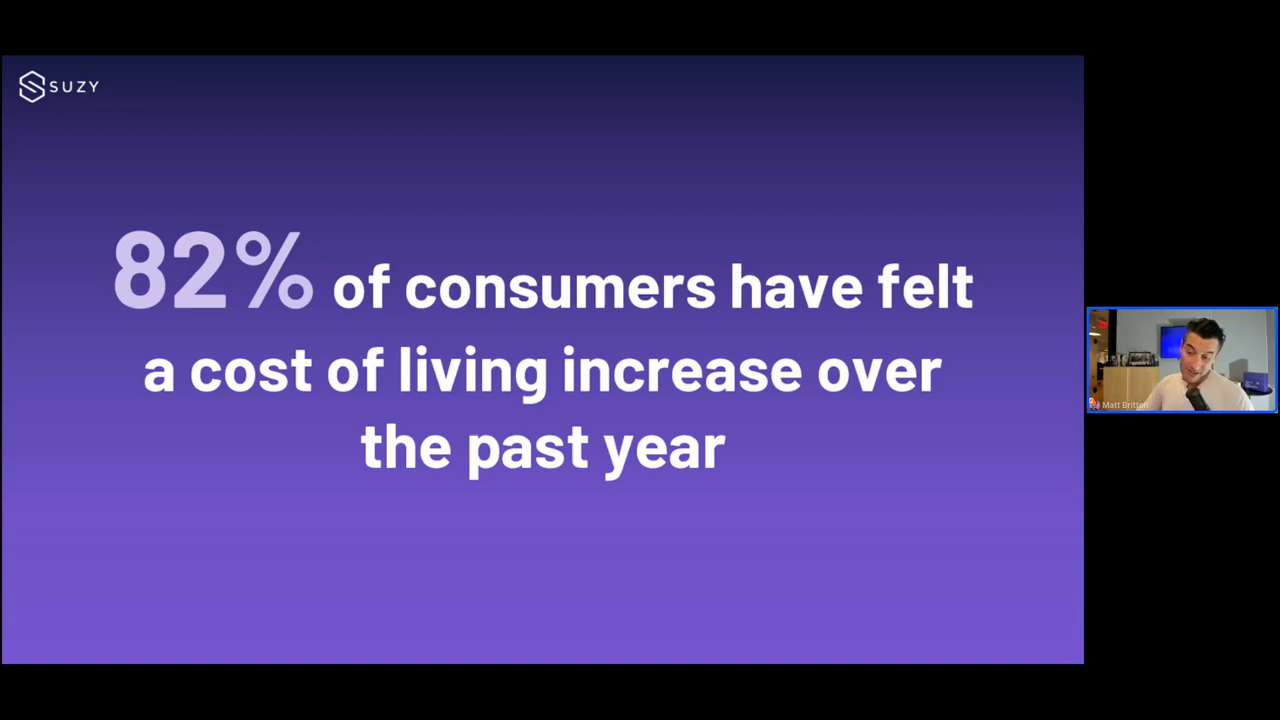 SUZY
82% of consumers have felt
a cost of living increase over
the past year
Matt Britton